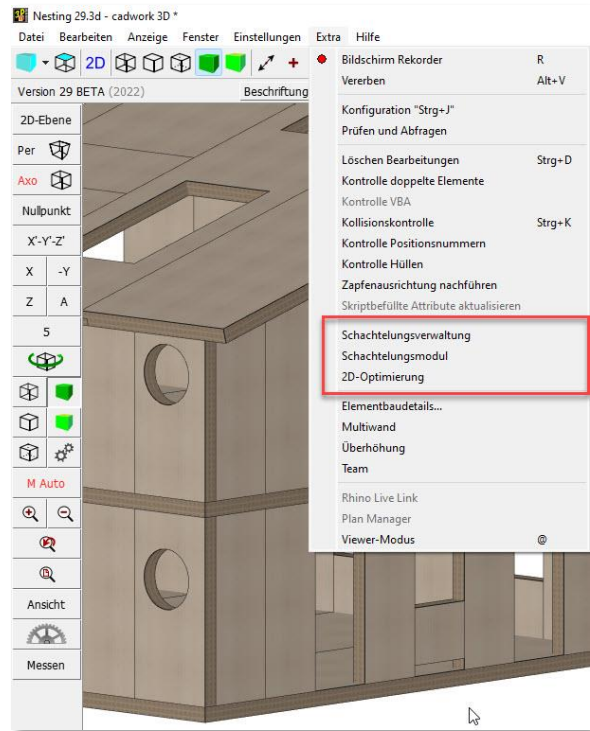 Nesting 29.3d - cadwork 3D *
Datei Bearbeiten Anzeige Fenster Einstellungen Extra Hilfe
2D
Version 29 BETA (2022) Beschriftung
2D-Ebene
Per
Axo
Nullpunkt
X'-Y'-Z'
X -Y
Z A
5
M Auto
Ansicht
Messen
Bildschirm Rekorder R
Vererben Alt+V
Konfiguration "Strg+J"
Prüfen und Abfragen
Löschen Bearbeitungen Strg+D
Kontrolle doppelte Elemente
Kontrolle VBA
Kollisionskontrolle Strg+K
Kontrolle Positionsnummern
Kontrolle Hüllen
Zapfenausrichtung nachführen
Skriptbefüllte Attribute aktualisieren
Schachtelungsverwaltung
Schachtelungsmodul
2D-Optimierung
Elementbaudetails...
Multiwand
Überhöhung
Team
Rhino Live Link
Plan Manager
Viewer-Modus @